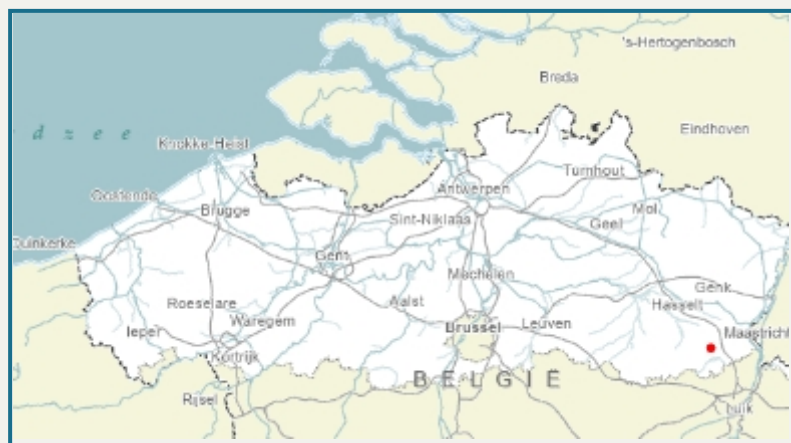 's-Hertogenbosch
Breda
d z e e
Eindhoven
Knokke-Heist
Turnhout
Oostende
Antwerpen
Mol
Brugge
Sint-Niklaas
Geel
Duinkerke
Gent
Mechelen
Genk
Roeselare
Aalst
Hasselt
Ieper
Waregem
Brussel
Leuven
Maastricht
Kortrijk
BELGIË
Rijsel
Luik